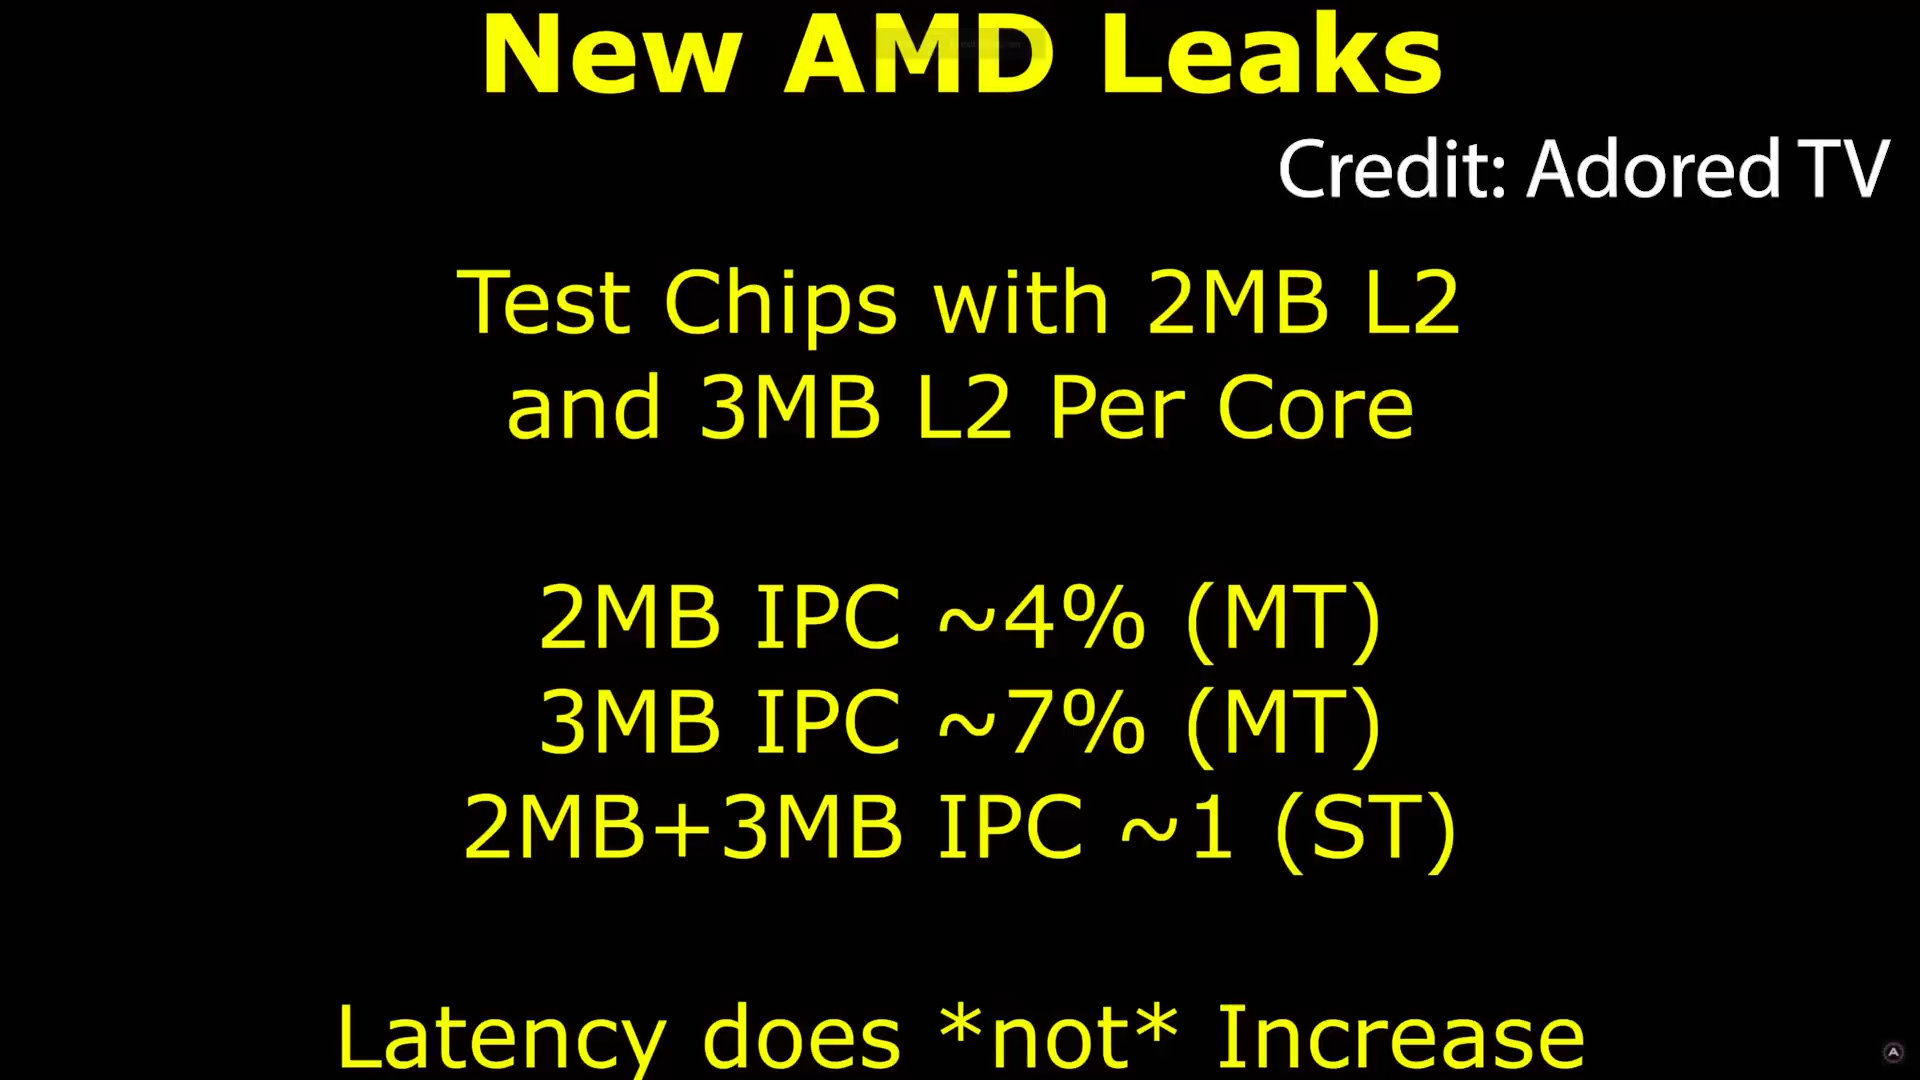 New AMD Leaks
Credit: Adored TV
Test Chips with 2MB L2
and 3MB L2 Per Core
2MB IPC ~4% (MT)
3MB IPC ~7% (MT)
2MB+3MB IPC ~1 (ST)
Latency does *not* Increase
A